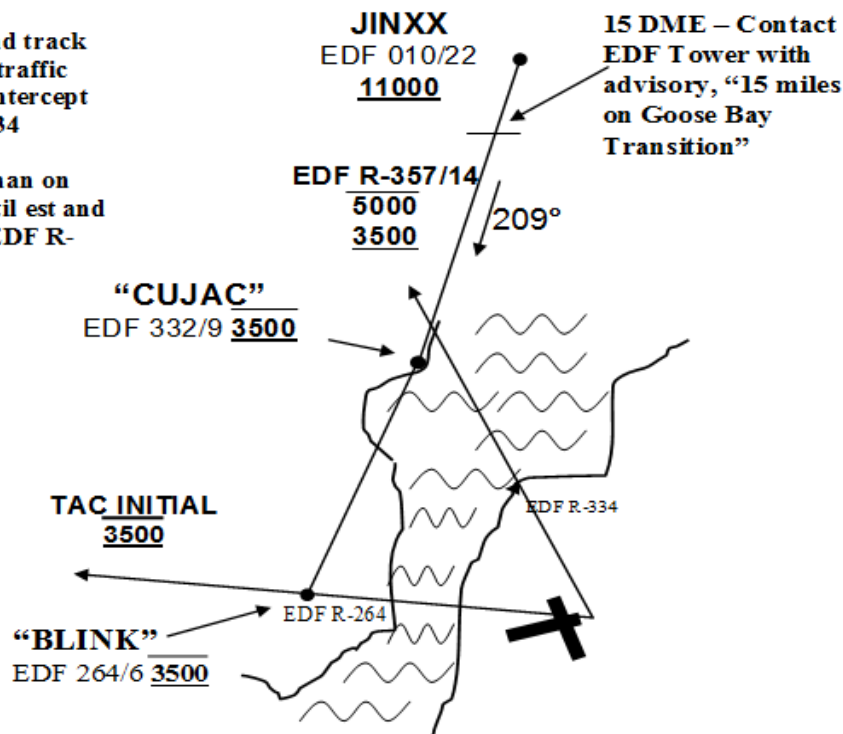 d track
traffic
ntercept
34
an on
til est and
EDF R-
JINXX
EDF 010/22
11000
15 DME – Contact
EDF Tower with
advisory, “15 miles
on Goose Bay
Transition”
EDF R-357/14
5000
3500
209°
“CUJAC”
EDF 332/9 3500
TAC INITIAL
3500
EDF R-334
EDF R-264
“BLINK”
EDF 264/6 3500